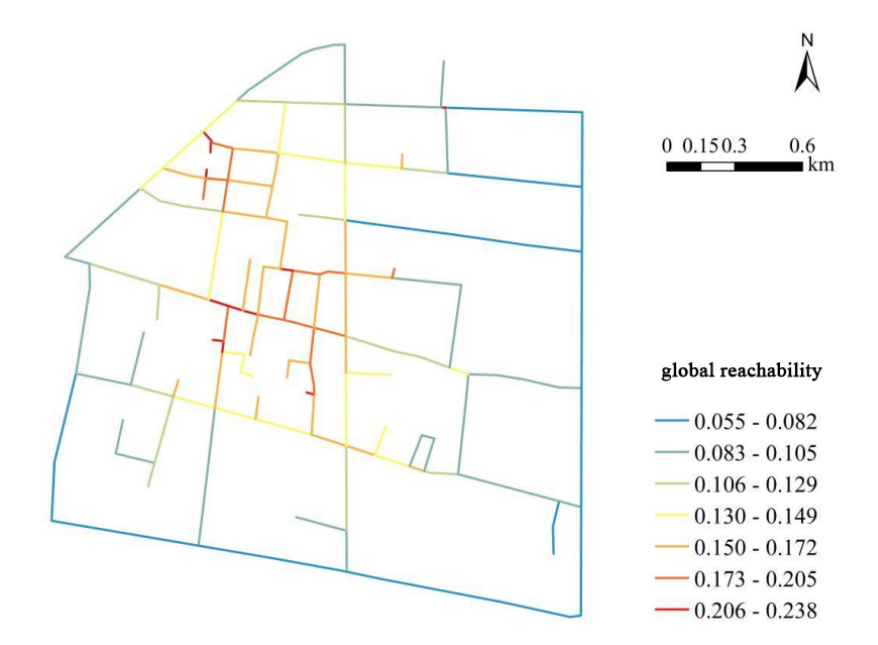 N
0 0.15 0.3 0.6
km
global reachability
0.055 - 0.082
0.083 - 0.105
0.106 - 0.129
0.130 - 0.149
0.150 - 0.172
0.173 - 0.205
0.206 - 0.238